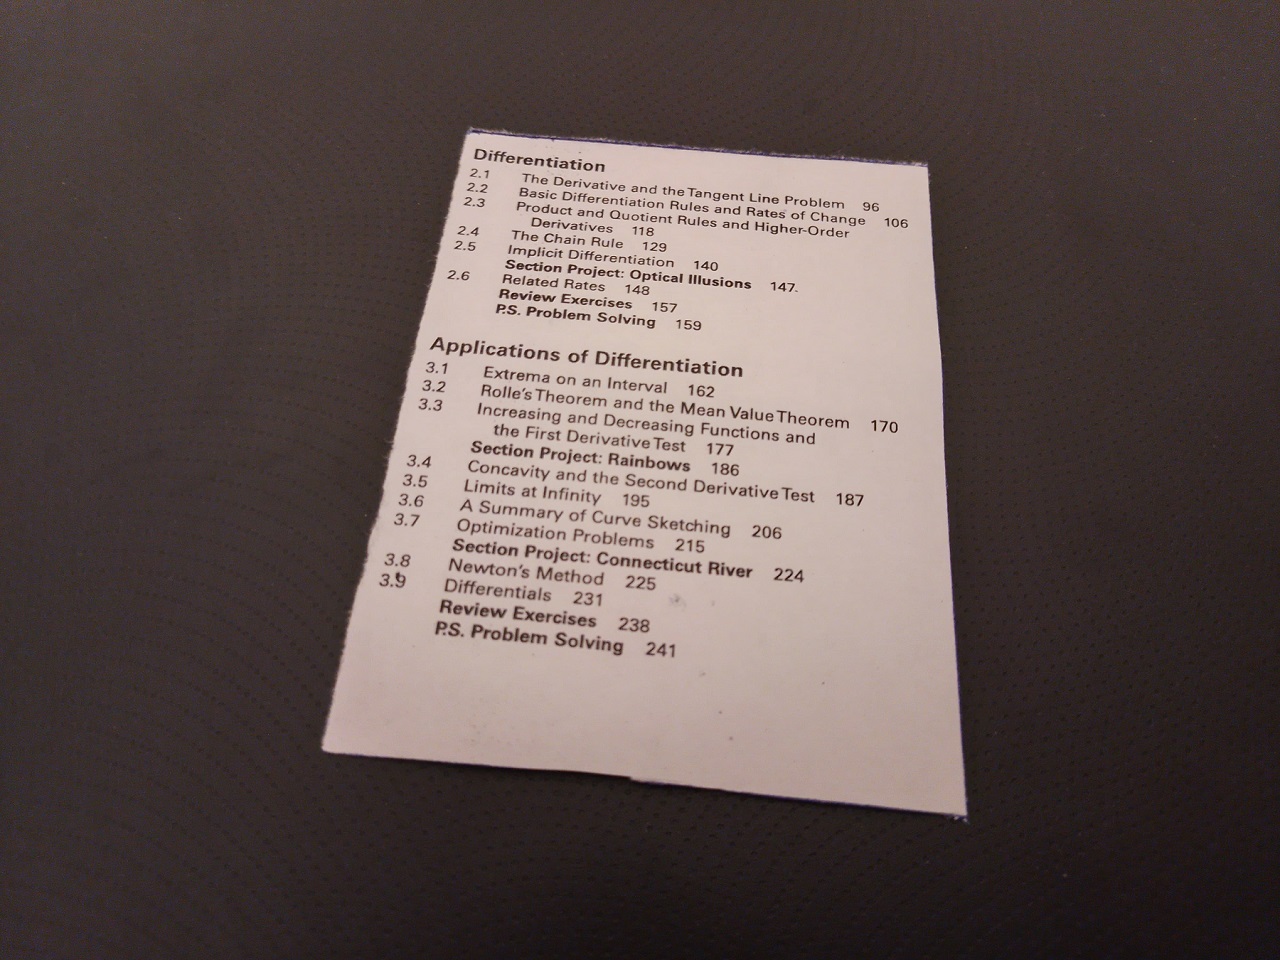 Differentiation
2.1 The Derivative and the Tangent Line Problem 96
2.2 Basic Differentiation Rules and Rates of Change 106
2.3 Product and Quotient Rules and Higher-Order
Derivatives 118
2.4 The Chain Rule 129
2.5 Implicit Differentiation 140
Section Project: Optical Illusions 147
2.6 Related Rates 148
Review Exercises 157
P.S. Problem Solving 159
Applications of Differentiation
3.1 Extrema on an Interval 162
3.2 Rolle's Theorem and the Mean Value Theorem 170
3.3 Increasing and Decreasing Functions and
the First Derivative Test 177
Section Project: Rainbows 186
3.4 Concavity and the Second Derivative Test 187
3.5 Limits at Infinity 195
3.6 A Summary of Curve Sketching 206
3.7 Optimization Problems 215
Section Project: Connecticut River 224
3.8 Newton's Method 225
3.9 Differentials 231
Review Exercises 238
P.S. Problem Solving 241